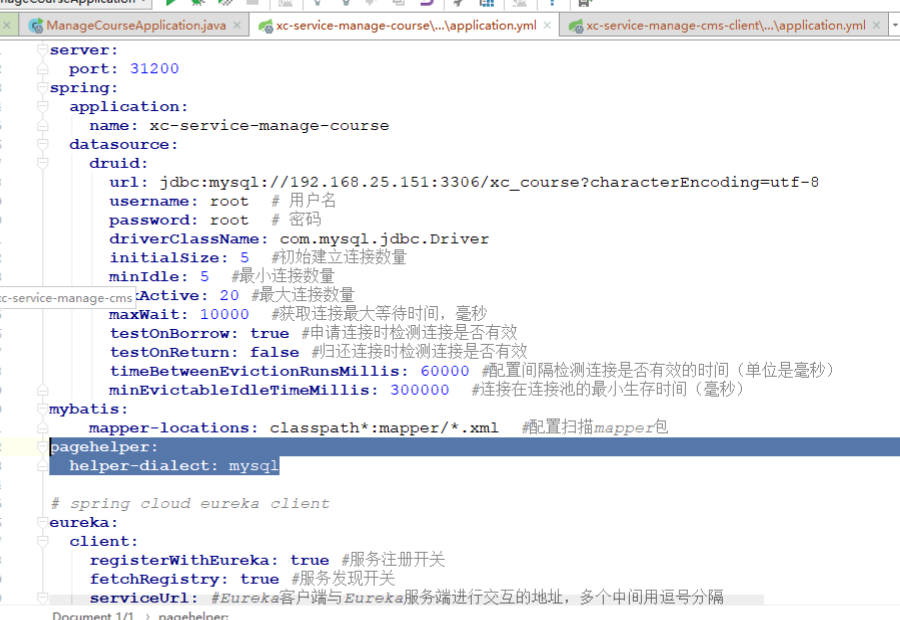 nageCourseApplication
ManageCourseApplication.java
xc-service-manage-course\...\application.yml
xc-service-manage-cms-client\...\application.yml
server:
port: 31200
spring:
application:
name: xc-service-manage-course
datasource:
druid:
url: jdbc:mysql://192.168.25.151:3306/xc_course?characterEncoding=utf-8
username: root # 用户名
password: root # 密码
driverClassName: com.mysql.jdbc.Driver
initialSize: 5 #初始建立连接数量
minIdle: 5 #最小连接数量
xc-service-manage-cms
xActive: 20 #最大连接数量
maxWait: 10000 #获取连接最大等待时间，毫秒
testOnBorrow: true #申请连接时检测连接是否有效
testOnReturn: false #归还连接时检测连接是否有效
timeBetweenEvictionRunsMillis: 60000 #配置间隔检测连接是否有效的时间（单位是毫秒）
minEvictableIdleTimeMillis: 300000 #连接在连接池的最小生存时间（毫秒）
mybatis:
mapper-locations: classpath*:mapper/*.xml #配置扫描mapper包
pagehelper:
helper-dialect: mysql
# spring cloud eureka client
eureka:
client:
registerWithEureka: true #服务注册开关
fetchRegistry: true #服务发现开关
serviceUrl: #Eureka客户端与Eureka服务端进行交互的地址，多个中间用逗号分隔
Document 1/1 › pagehelper: